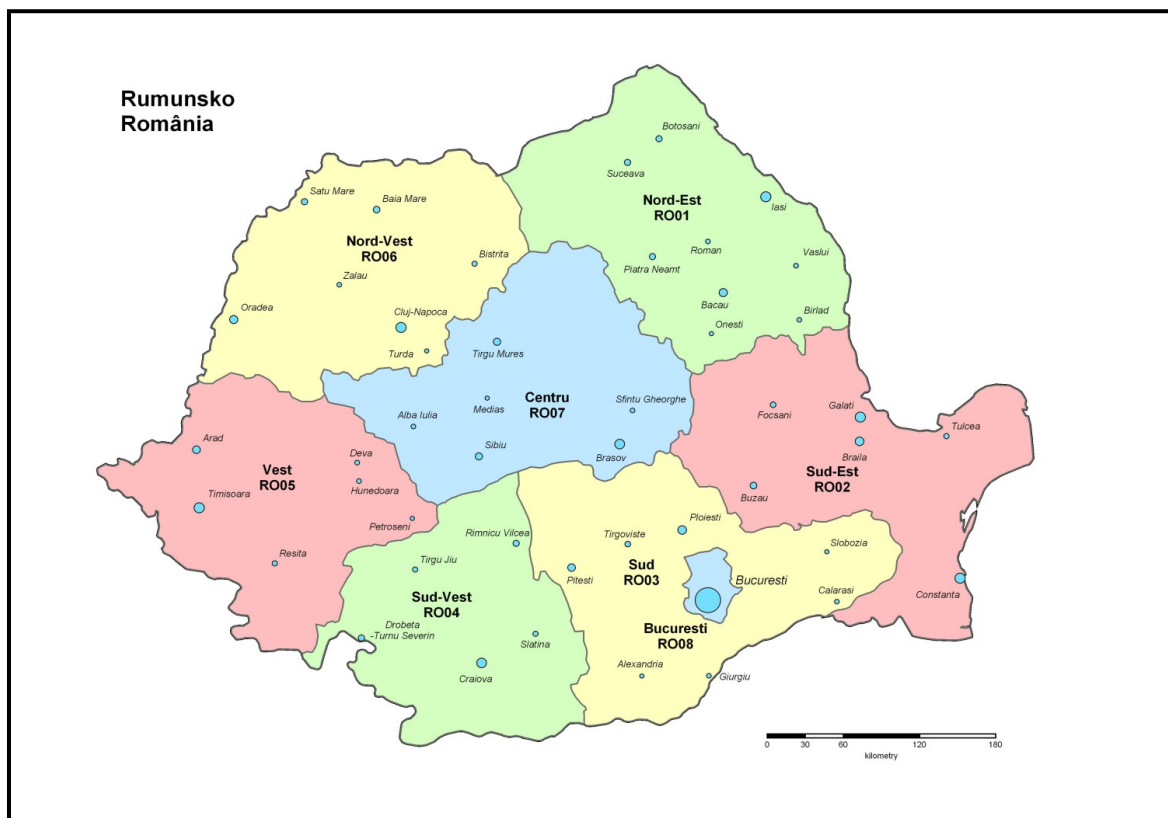 Rumunsko
România
Botosani
Suceava
Nord-Est
RO01
Iasi
Roman
Piatra Neamt
Vaslui
Bacau
Onesti
Birlad
Satu Mare
Baia Mare
Nord-Vest
RO06
Bistrita
Zalau
Oradea
Cluj-Napoca
Turda
Tirgu Mures
Centru
RO07
Medias
Alba Iulia
Sfintu Gheorghe
Sibiu
Brasov
Focsani
Galati
Tulcea
Braila
Sud-Est
RO02
Buzau
Constanta
Arad
Deva
Vest
RO05
Hunedoara
Timisoara
Petroseni
Resita
Rimnicu Vilcea
Tirgu Jiu
Sud-Vest
RO04
Drobeta
-Turnu Severin
Slatina
Craiova
Ploiesti
Tirgoviste
Sud
RO03
Pitesti
Slobozia
Bucuresti
Calarasi
Bucuresti
RO08
Alexandria
Giurgiu
0 30 60 120 180
kilometry